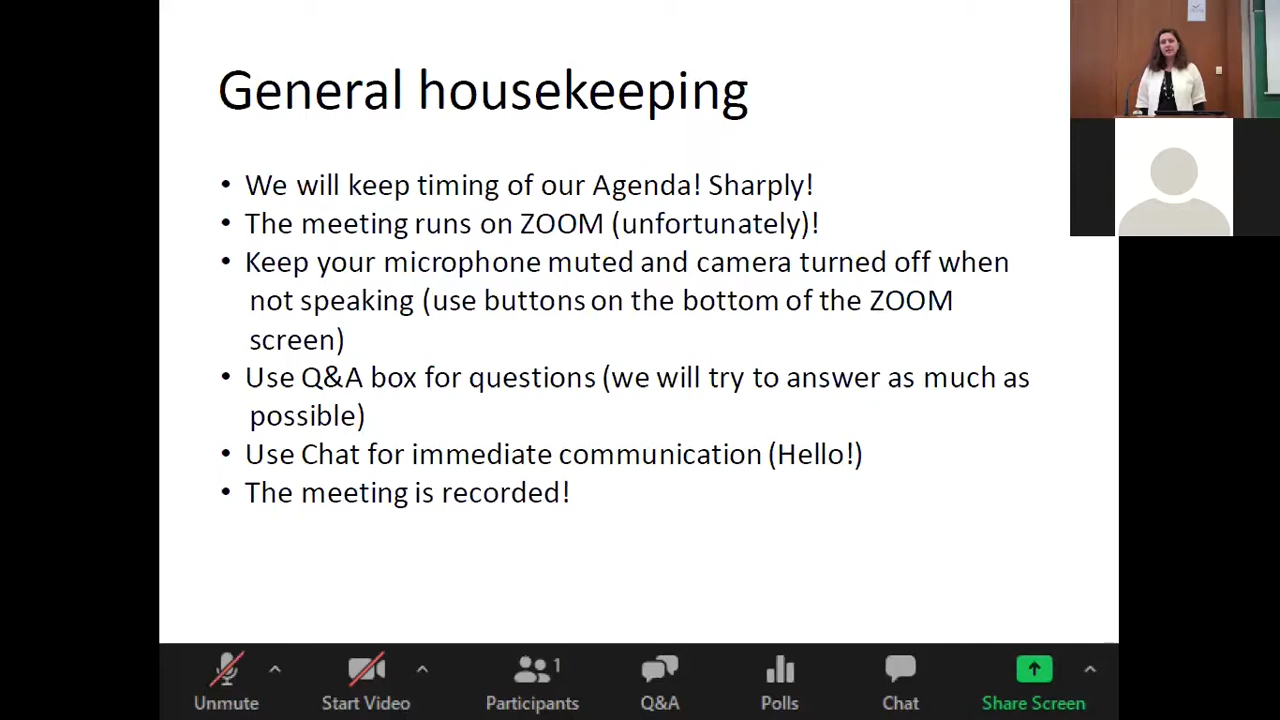 General housekeeping
• We will keep timing of our Agenda! Sharply!
• The meeting runs on ZOOM (unfortunately)!
• Keep your microphone muted and camera turned off when
not speaking (use buttons on the bottom of the ZOOM
screen)
• Use Q&A box for questions (we will try to answer as much as
possible)
• Use Chat for immediate communication (Hello!)
• The meeting is recorded!
Unmute
Start Video
Participants 1
Q&A
Polls
Chat
Share Screen